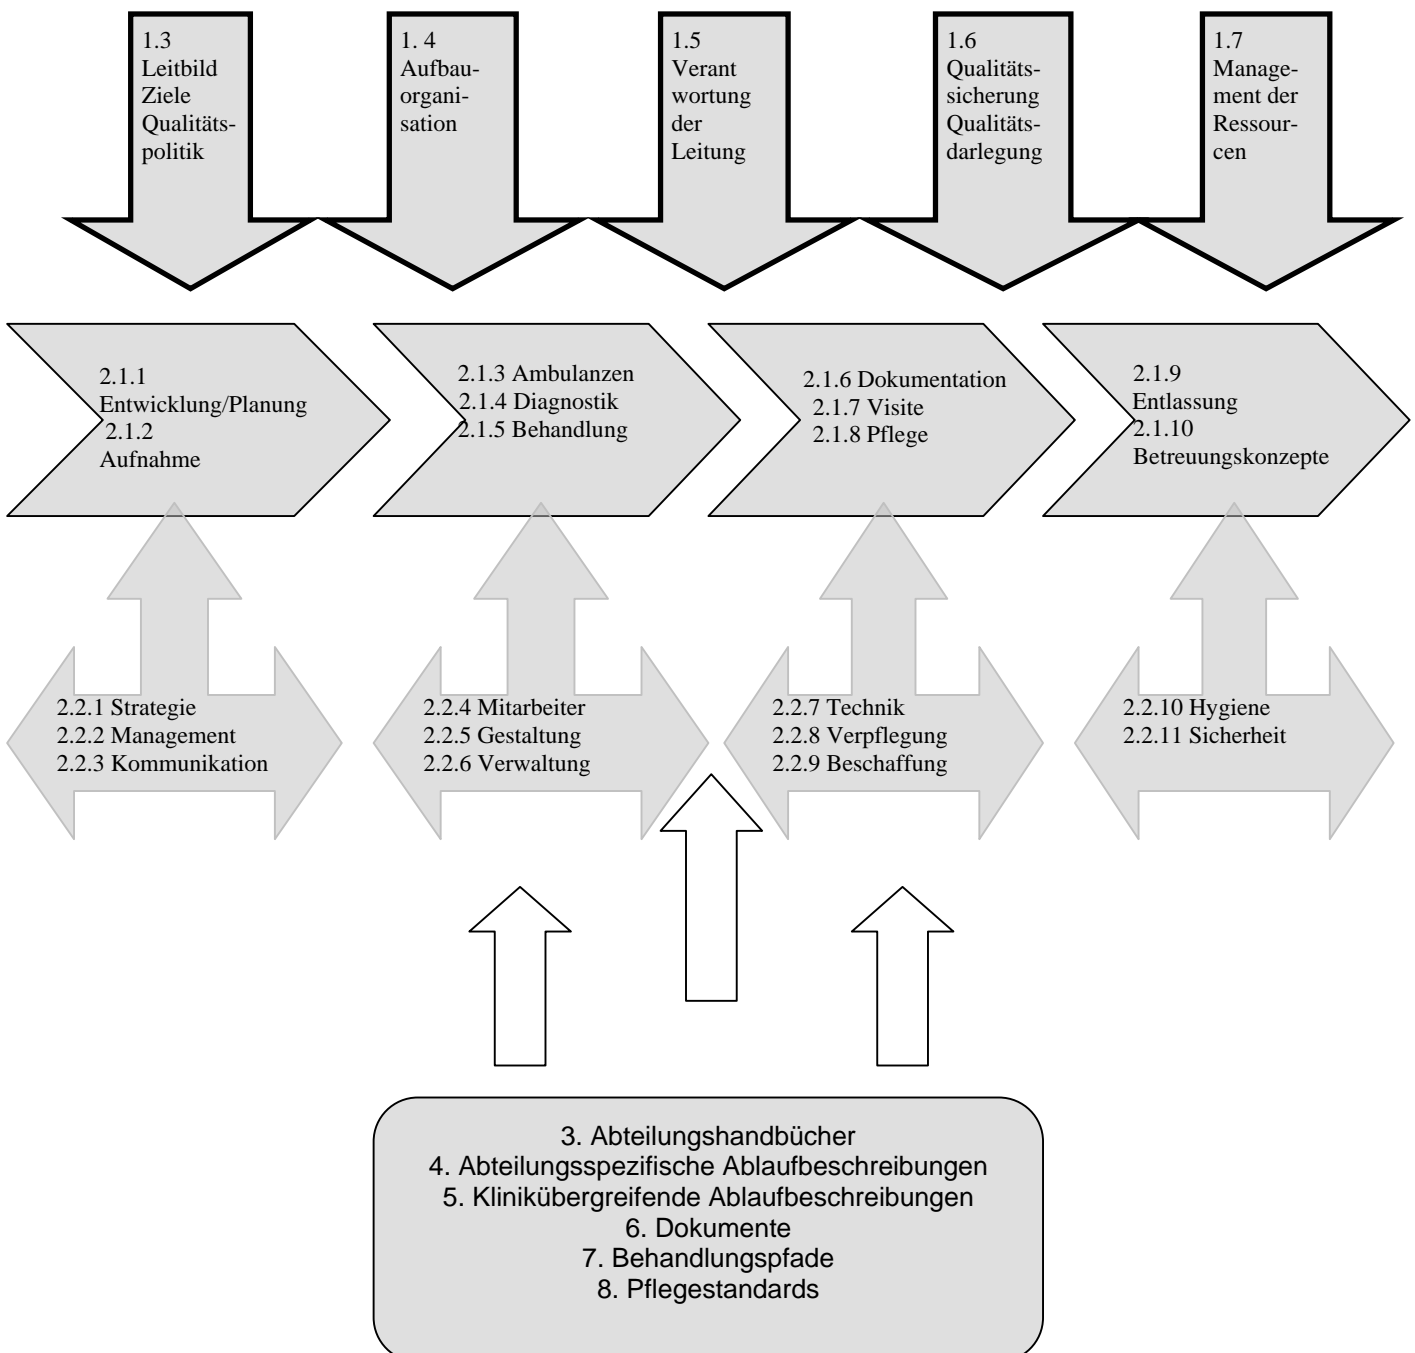 1.3
Leitbild
Ziele
Qualitäts-
politik
1. 4
Aufbau-
organi-
sation
1.5
Verant
wortung
der
Leitung
1.6
Qualitäts-
sicherung
Qualitäts-
darlegung
1.7
Manage-
ment der
Ressour-
cen
2.1.1
Entwicklung/Planung
2.1.2
Aufnahme
2.1.3 Ambulanzen
2.1.4 Diagnostik
2.1.5 Behandlung
2.1.6 Dokumentation
2.1.7 Visite
2.1.8 Pflege
2.1.9
Entlassung
2.1.10
Betreuungskonzepte
2.2.1 Strategie
2.2.2 Management
2.2.3 Kommunikation
2.2.4 Mitarbeiter
2.2.5 Gestaltung
2.2.6 Verwaltung
2.2.7 Technik
2.2.8 Verpflegung
2.2.9 Beschaffung
2.2.10 Hygiene
2.2.11 Sicherheit
3. Abteilungshandbücher
4. Abteilungsspezifische Ablaufbeschreibungen
5. Klinikübergreifende Ablaufbeschreibungen
6. Dokumente
7. Behandlungspfade
8. Pflegestandards